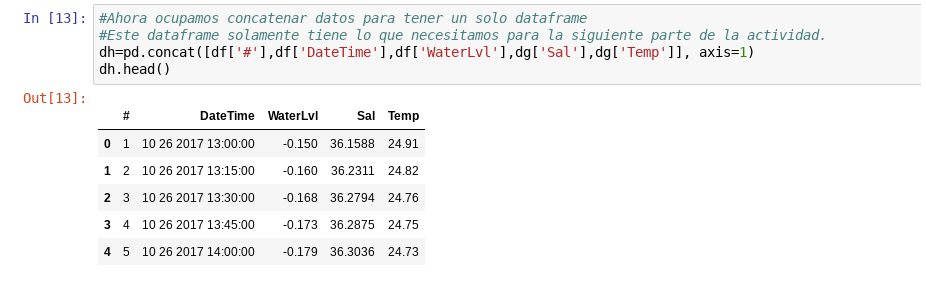 In [13]: #Ahora ocupamos concatenar datos para tener un solo dataframe
#Este dataframe solamente tiene lo que necesitamos para la siguiente parte de la actividad.
dh=pd.concat([df['#'],df['DateTime'],df['WaterLvl'],dg['Sal'],dg['Temp']], axis=1)
dh.head()
Out[13]:
# DateTime WaterLvl Sal Temp
0 1 10 26 2017 13:00:00 -0.150 36.1588 24.91
1 2 10 26 2017 13:15:00 -0.160 36.2311 24.82
2 3 10 26 2017 13:30:00 -0.168 36.2794 24.76
3 4 10 26 2017 13:45:00 -0.173 36.2875 24.75
4 5 10 26 2017 14:00:00 -0.179 36.3036 24.73